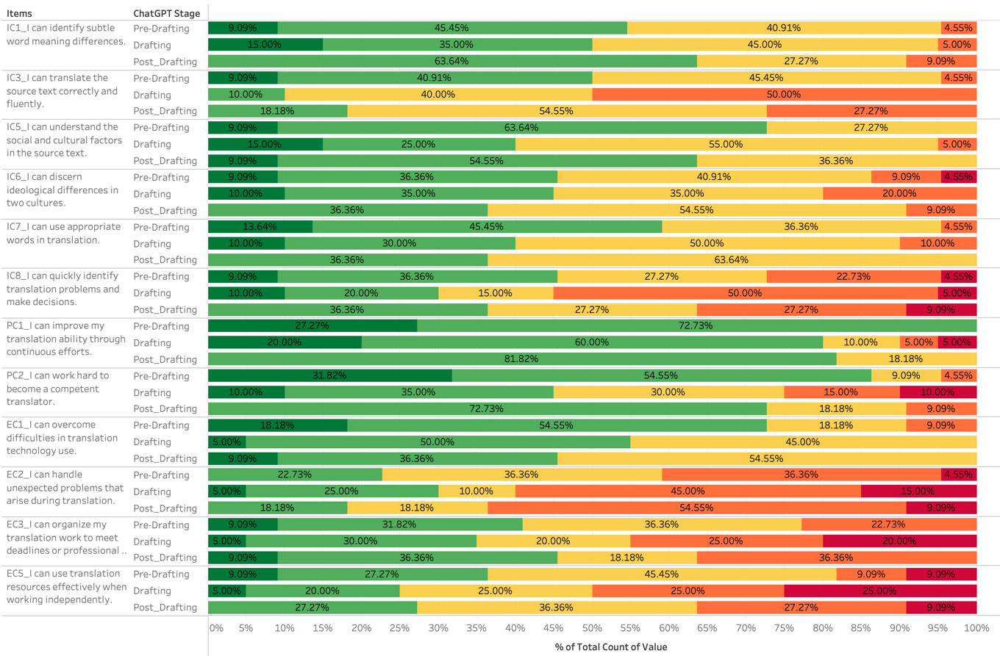 Items ChatGPT Stage
IC1_I can identify subtle word meaning differences.
Pre-Drafting 9.09% 45.45% 40.91% 4.55%
Drafting 15.00% 35.00% 45.00% 5.00%
Post_Drafting 63.64% 27.27% 9.09%
IC3_I can translate the source text correctly and fluently.
Pre-Drafting 9.09% 40.91% 45.45% 4.55%
Drafting 10.00% 40.00% 50.00%
Post_Drafting 18.18% 54.55% 27.27%
IC5_I can understand the social and cultural factors in the source text.
Pre-Drafting 9.09% 63.64% 27.27%
Drafting 15.00% 25.00% 55.00% 5.00%
Post_Drafting 9.09% 54.55% 36.36%
IC6_I can discern ideological differences in two cultures.
Pre-Drafting 9.09% 36.36% 40.91% 9.09% 4.55%
Drafting 10.00% 35.00% 35.00% 20.00%
Post_Drafting 36.36% 54.55% 9.09%
IC7_I can use appropriate words in translation.
Pre-Drafting 13.64% 45.45% 36.36% 4.55%
Drafting 10.00% 30.00% 50.00% 10.00%
Post_Drafting 36.36% 63.64%
IC8_I can quickly identify translation problems and make decisions.
Pre-Drafting 9.09% 36.36% 27.27% 22.73% 4.55%
Drafting 10.00% 20.00% 15.00% 50.00% 5.00%
Post_Drafting 36.36% 27.27% 27.27% 9.09%
PC1_I can improve my translation ability through continuous efforts.
Pre-Drafting 27.27% 72.73%
Drafting 20.00% 60.00% 10.00% 5.00% 5.00%
Post_Drafting 81.82% 18.18%
PC2_I can work hard to become a competent translator.
Pre-Drafting 31.82% 54.55% 9.09% 4.55%
Drafting 10.00% 35.00% 30.00% 15.00% 10.00%
Post_Drafting 72.73% 18.18% 9.09%
EC1_I can overcome difficulties in translation technology use.
Pre-Drafting 18.18% 54.55% 18.18% 9.09%
Drafting 5.00% 50.00% 45.00%
Post_Drafting 9.09% 36.36% 54.55%
EC2_I can handle unexpected problems that arise during translation.
Pre-Drafting 22.73% 36.36% 36.36% 4.55%
Drafting 5.00% 25.00% 10.00% 45.00% 15.00%
Post_Drafting 18.18% 18.18% 54.55% 9.09%
EC3_I can organize my translation work to meet deadlines or professional ..
Pre-Drafting 9.09% 31.82% 36.36% 22.73%
Drafting 5.00% 30.00% 20.00% 25.00% 20.00%
Post_Drafting 9.09% 36.36% 18.18% 36.36%
EC5_I can use translation resources effectively when working independently.
Pre-Drafting 9.09% 27.27% 45.45% 9.09% 9.09%
Drafting 5.00% 20.00% 25.00% 25.00% 25.00%
Post_Drafting 27.27% 36.36% 27.27% 9.09%
0% 5% 10% 15% 20% 25% 30% 35% 40% 45% 50% 55% 60% 65% 70% 75% 80% 85% 90% 95% 100%
% of Total Count of Value